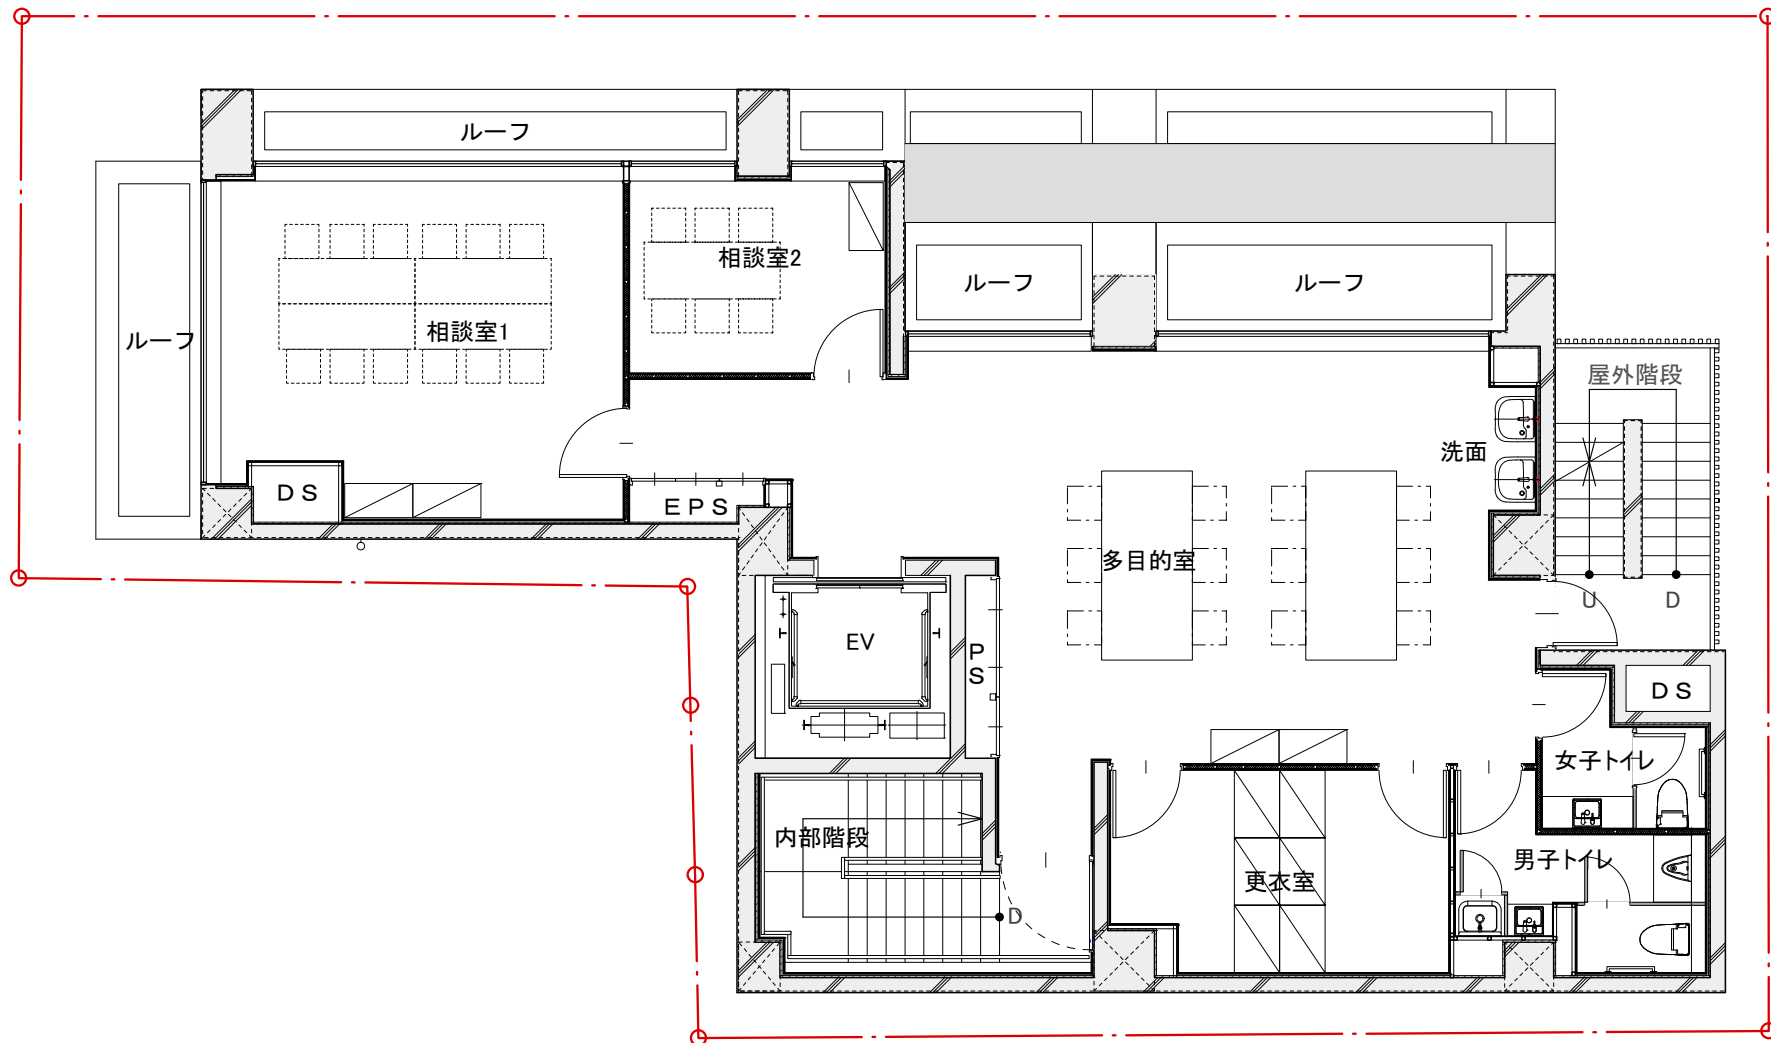 ルーフ
相談室2
ルーフ
ルーフ
ルーフ
相談室1
屋外階段
洗面
DS
EPS
多目的室
U
D
EV
PS
DS
女子トイレ
内部階段
男子トイレ
更衣室
D